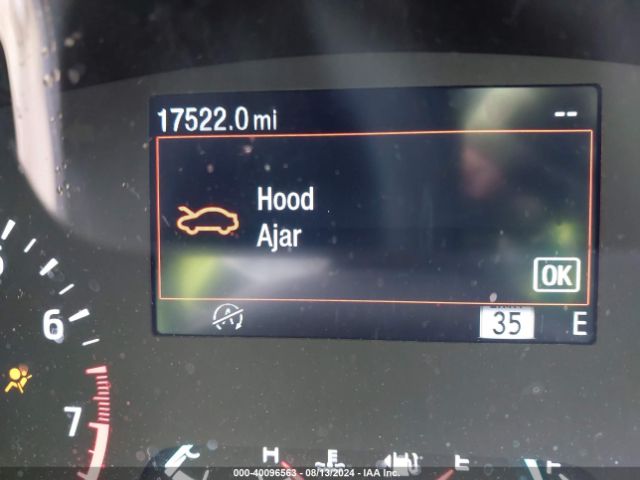 17522.0 mi --
Hood
Ajar
OK
35 E
6
7
H F
000-40096563 - 08/13/2024 - IAA Inc.